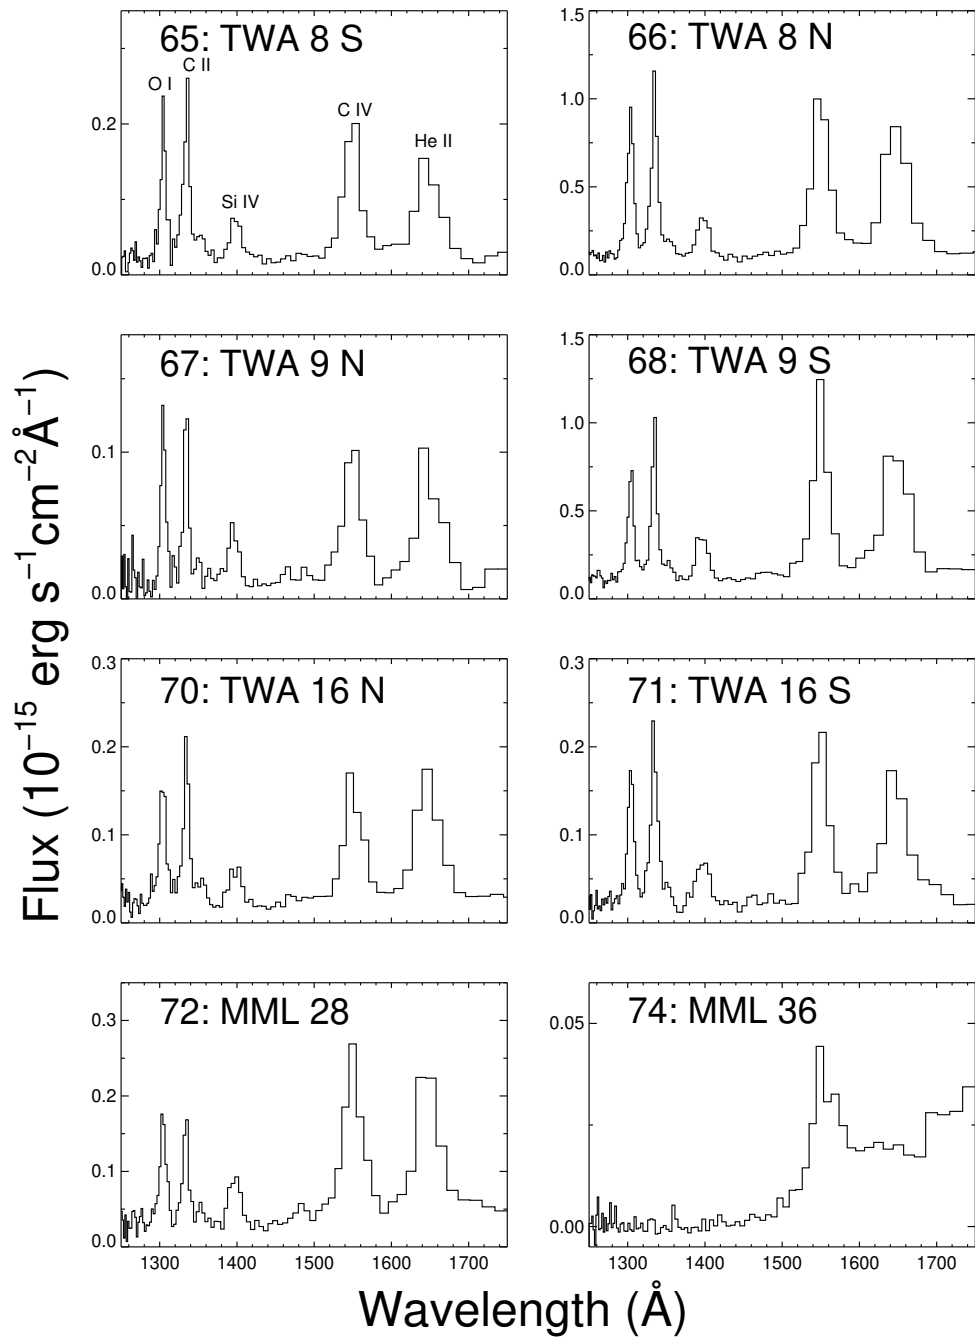 65: TWA 8 S
O I
C II
Si IV
C IV
He II
0.2
0.0
66: TWA 8 N
1.5
1.0
0.5
0.0
67: TWA 9 N
0.1
0.0
68: TWA 9 S
1.5
1.0
0.5
0.0
70: TWA 16 N
0.3
0.2
0.1
0.0
71: TWA 16 S
0.3
0.2
0.1
0.0
72: MML 28
0.3
0.2
0.1
0.0
1300 1400 1500 1600 1700
74: MML 36
0.05
0.00
1300 1400 1500 1600 1700
Flux (10⁻¹⁵ erg s⁻¹cm⁻²Å⁻¹)
Wavelength (Å)